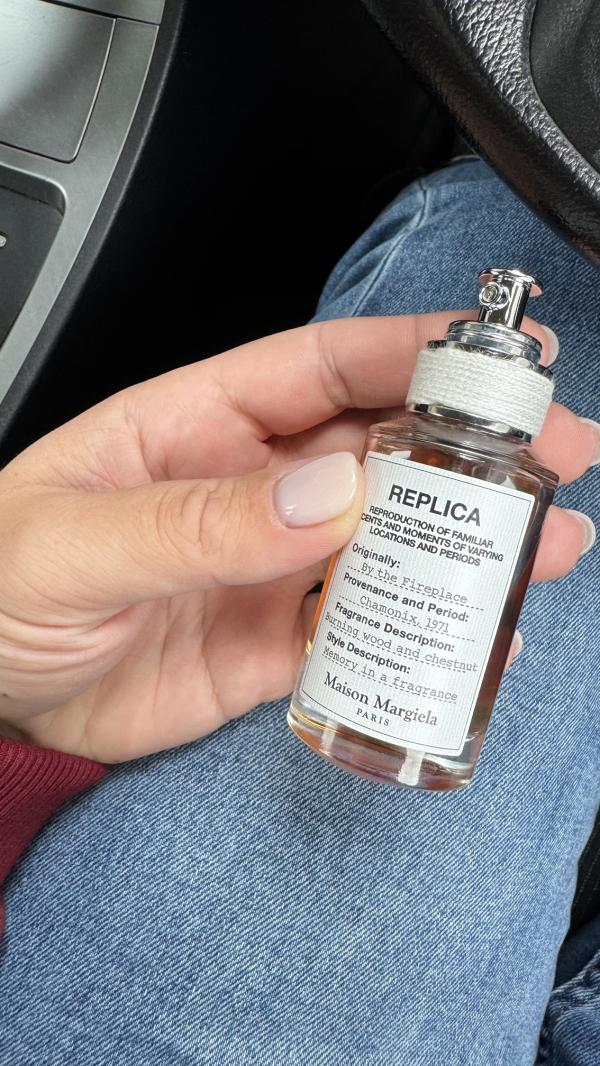 REPLICA
REPRODUCTION OF FAMILIAR
CENTS AND MOMENTS OF VARYING
LOCATIONS AND PERIODS
Originally:
By the Fireplace
Provenance and Period:
Chamonix, 1971
Fragrance Description:
Burning wood and chestnut
Style Description:
Memory in a fragrance
Maison Margiela
PARIS